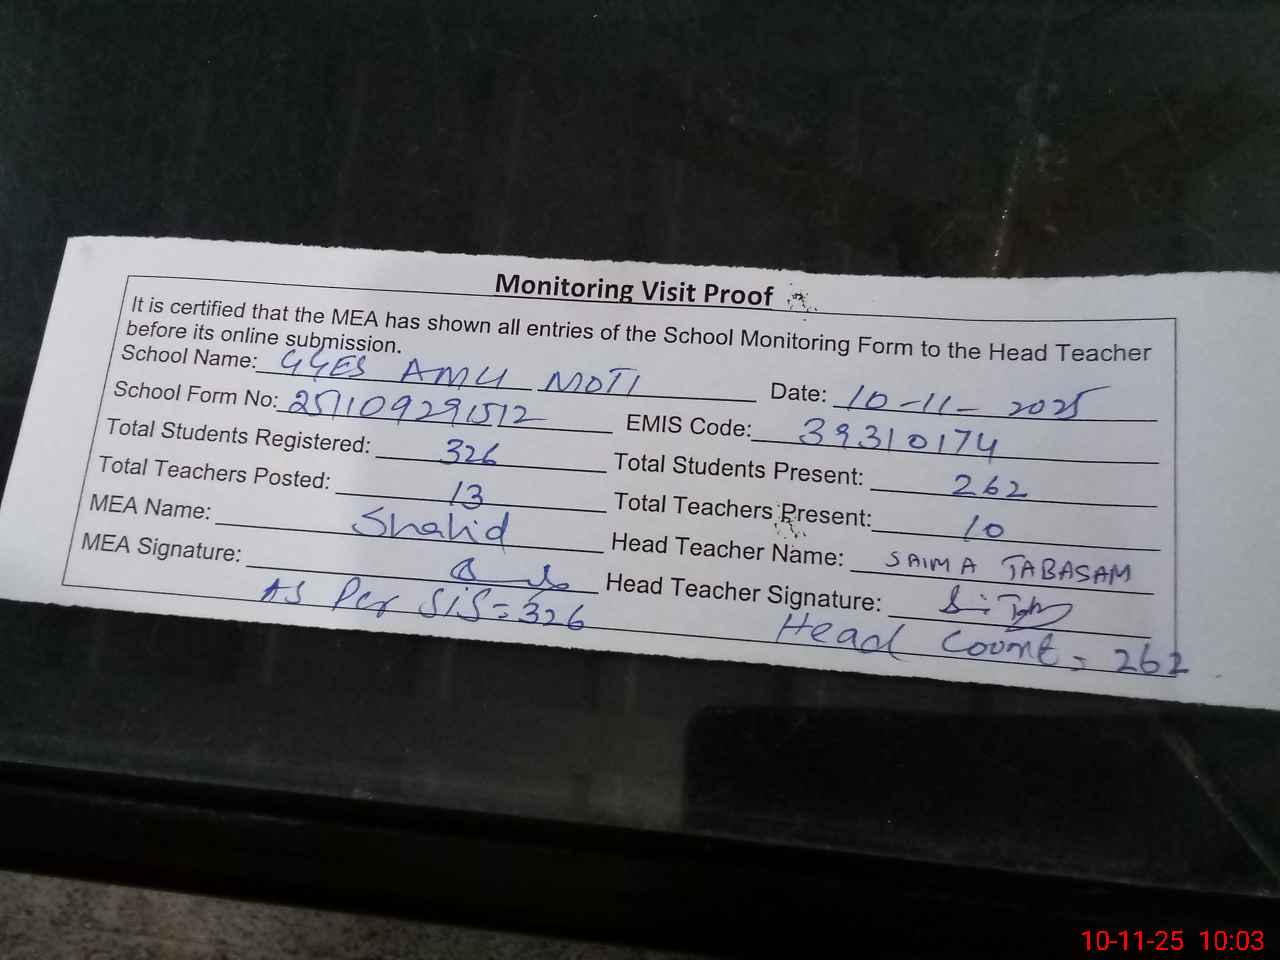 Monitoring Visit Proof
It is certified that the MEA has shown all entries of the School Monitoring Form to the Head Teacher
before its online submission.
School Name: GGES AMU MOTI Date: 10-11-2025
School Form No: 251109291512 EMIS Code: 39310174
Total Students Registered: 326 Total Students Present: 262
Total Teachers Posted: 13 Total Teachers Present: 10
MEA Name: Shahid Head Teacher Name: SAIMA TABASAM
MEA Signature: Head Teacher Signature:
As Per SiS = 326 Head Count = 262
10-11-25 10:03